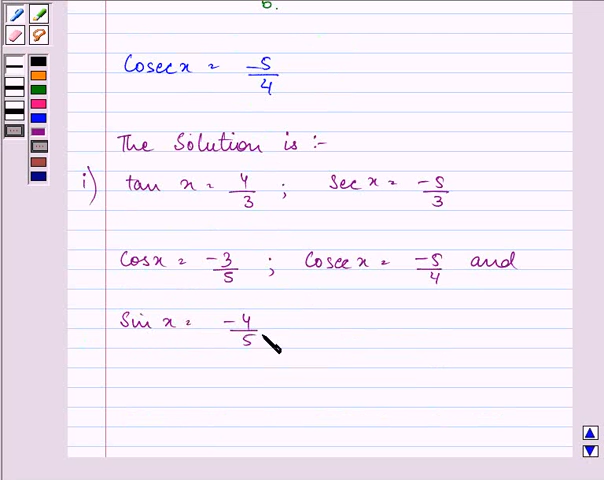 6.
Cosec x = -5/4
The Solution is :-
i) tan x = 4/3 ; Sec x = -5/3
Cos x = -3/5 ; Cosec x = -5/4 and
Sin x = -4/5